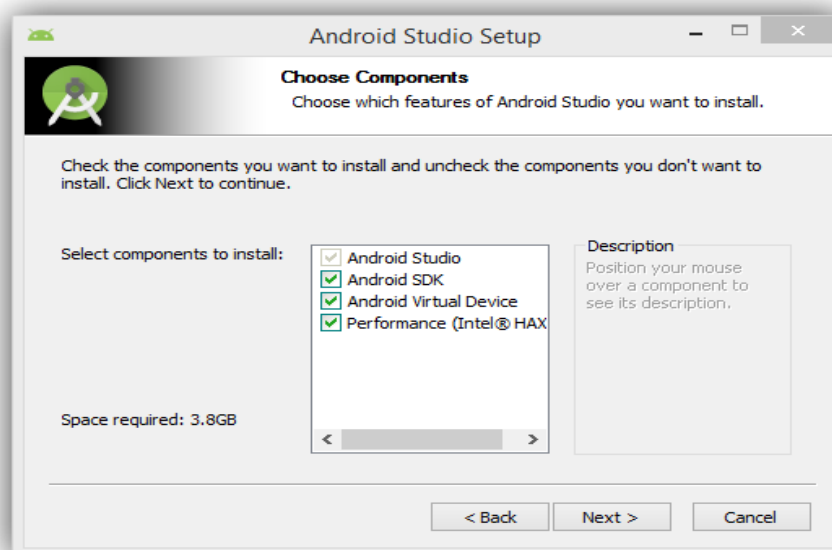 Android Studio Setup
Choose Components
Choose which features of Android Studio you want to install.
Check the components you want to install and uncheck the components you don't want to
install. Click Next to continue.
Select components to install:
Android Studio
Android SDK
Android Virtual Device
Performance (Intel® HAX
Description
Position your mouse
over a component to
see its description.
Space required: 3.8GB
< Back
Next >
Cancel